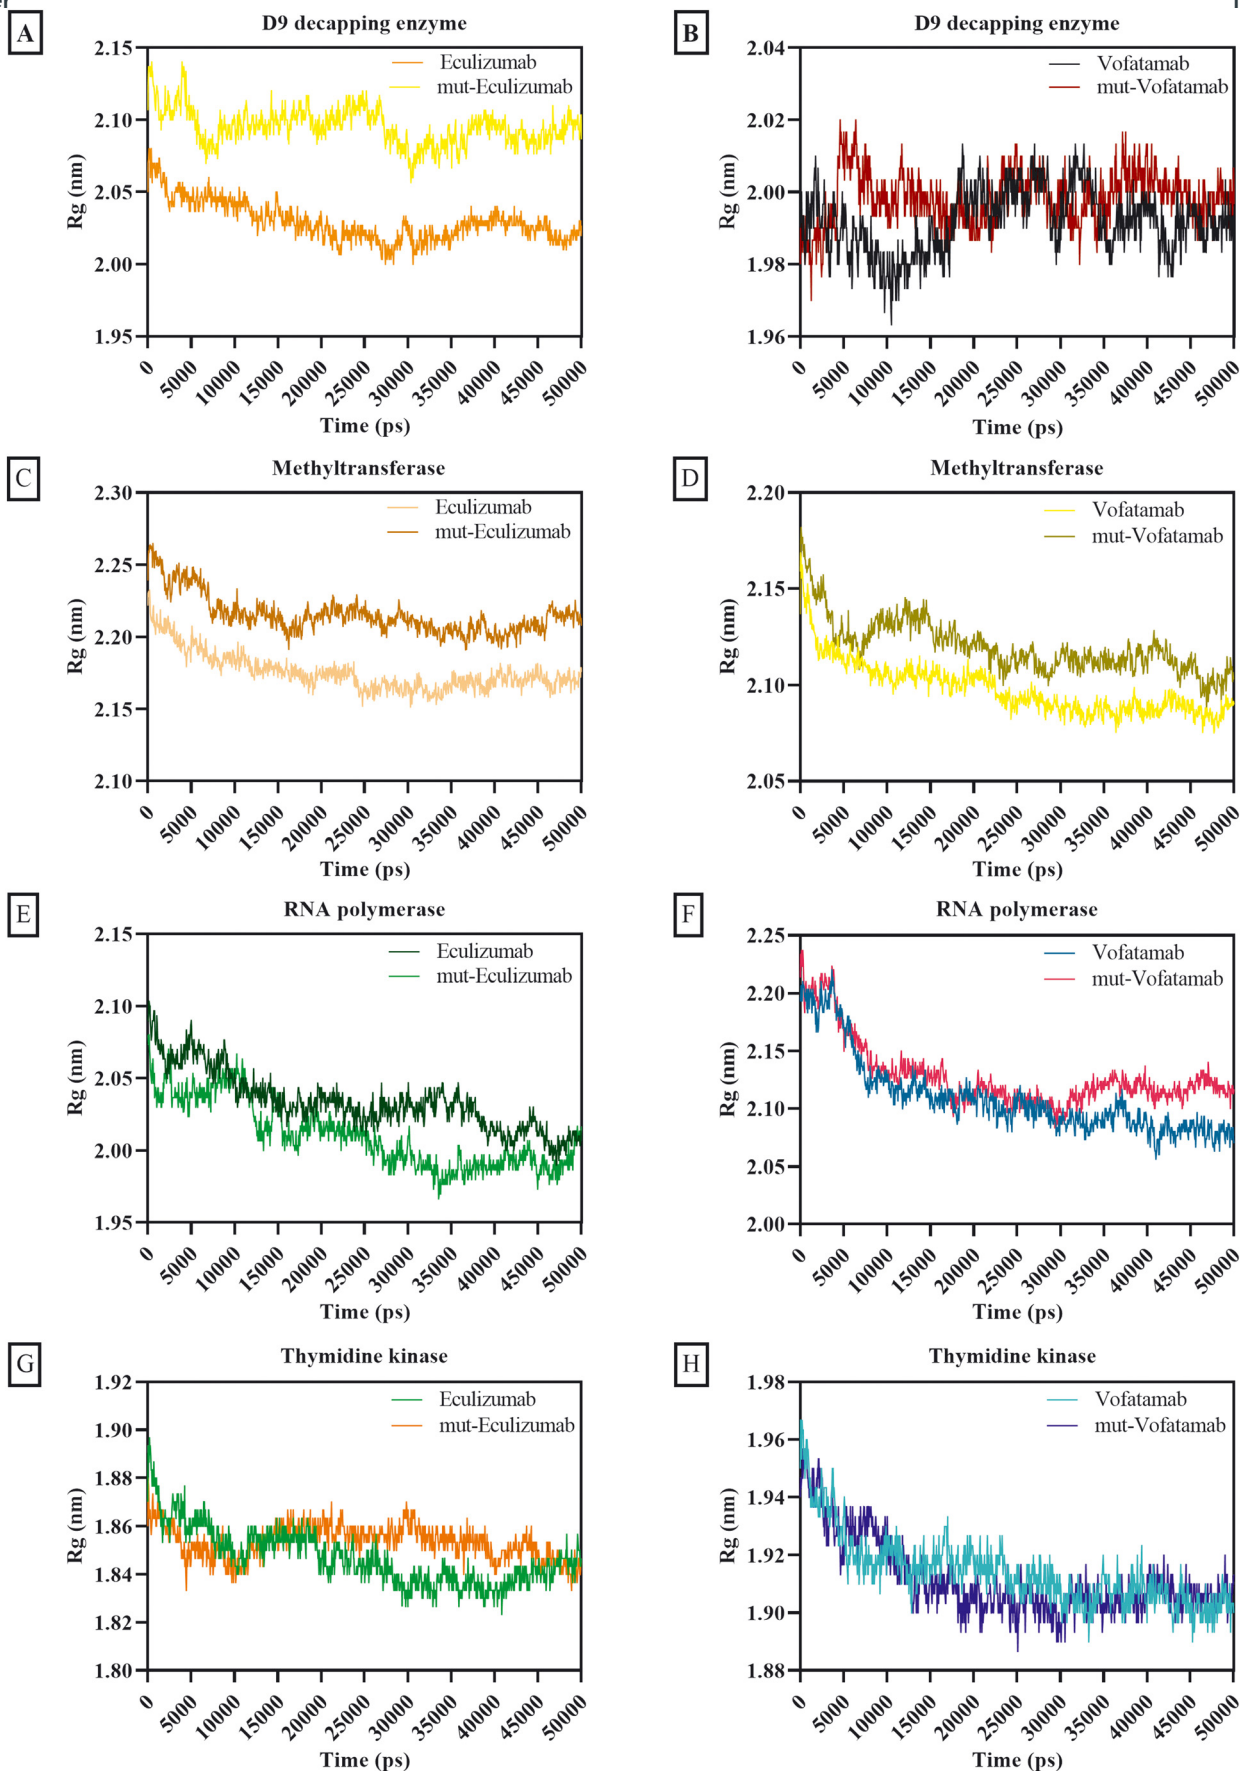 er
A
D9 decapping enzyme
2.15
2.10
2.05
2.00
1.95
Rg (nm)
Eculizumab
mut-Eculizumab
0 5000 10000 15000 20000 25000 30000 35000 40000 45000 50000
Time (ps)
B
D9 decapping enzyme
2.04
2.02
2.00
1.98
1.96
Rg (nm)
Vofatamab
mut-Vofatamab
0 5000 10000 15000 20000 25000 30000 35000 40000 45000 50000
Time (ps)
C
Methyltransferase
2.30
2.25
2.20
2.15
2.10
Rg (nm)
Eculizumab
mut-Eculizumab
0 5000 10000 15000 20000 25000 30000 35000 40000 45000 50000
Time (ps)
D
Methyltransferase
2.20
2.15
2.10
2.05
Rg (nm)
Vofatamab
mut-Vofatamab
0 5000 10000 15000 20000 25000 30000 35000 40000 45000 50000
Time (ps)
E
RNA polymerase
2.15
2.10
2.05
2.00
1.95
Rg (nm)
Eculizumab
mut-Eculizumab
0 5000 10000 15000 20000 25000 30000 35000 40000 45000 50000
Time (ps)
F
RNA polymerase
2.25
2.20
2.15
2.10
2.05
2.00
Rg (nm)
Vofatamab
mut-Vofatamab
0 5000 10000 15000 20000 25000 30000 35000 40000 45000 50000
Time (ps)
G
Thymidine kinase
1.92
1.90
1.88
1.86
1.84
1.82
1.80
Rg (nm)
Eculizumab
mut-Eculizumab
0 5000 10000 15000 20000 25000 30000 35000 40000 45000 50000
Time (ps)
H
Thymidine kinase
1.98
1.96
1.94
1.92
1.90
1.88
Rg (nm)
Vofatamab
mut-Vofatamab
0 5000 10000 15000 20000 25000 30000 35000 40000 45000 50000
Time (ps)